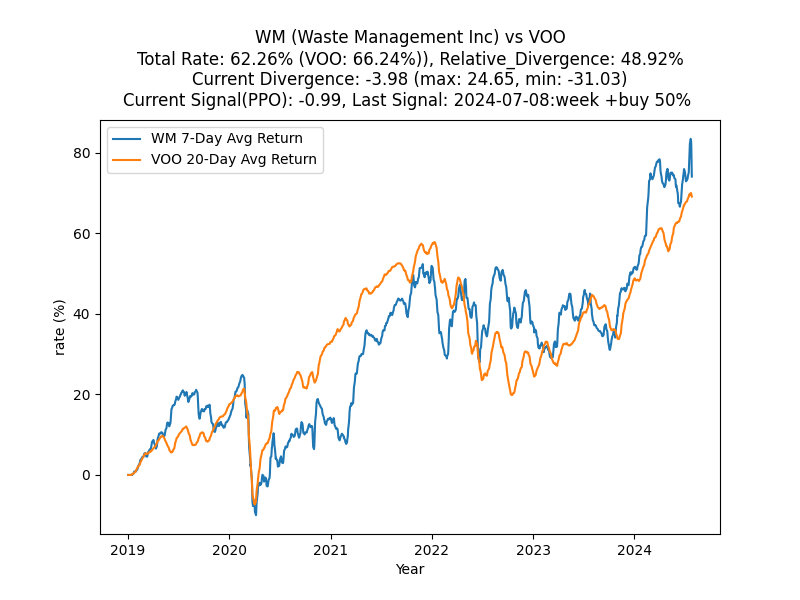 WM (Waste Management Inc) vs VOO
Total Rate: 62.26% (VOO: 66.24%)), Relative_Divergence: 48.92%
Current Divergence: -3.98 (max: 24.65, min: -31.03)
Current Signal(PPO): -0.99, Last Signal: 2024-07-08:week +buy 50%
WM 7-Day Avg Return
VOO 20-Day Avg Return
80
60
40
20
0
rate (%)
2019 2020 2021 2022 2023 2024
Year